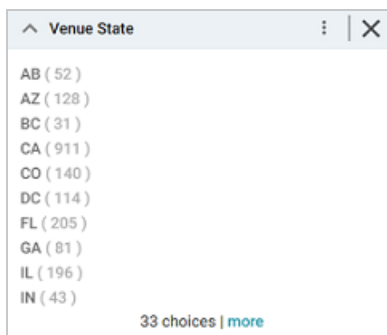 Venue State
AB ( 52 )
AZ ( 128 )
BC ( 31 )
CA ( 911 )
CO ( 140 )
DC ( 114 )
FL ( 205 )
GA ( 81 )
IL ( 196 )
IN ( 43 )
33 choices | more